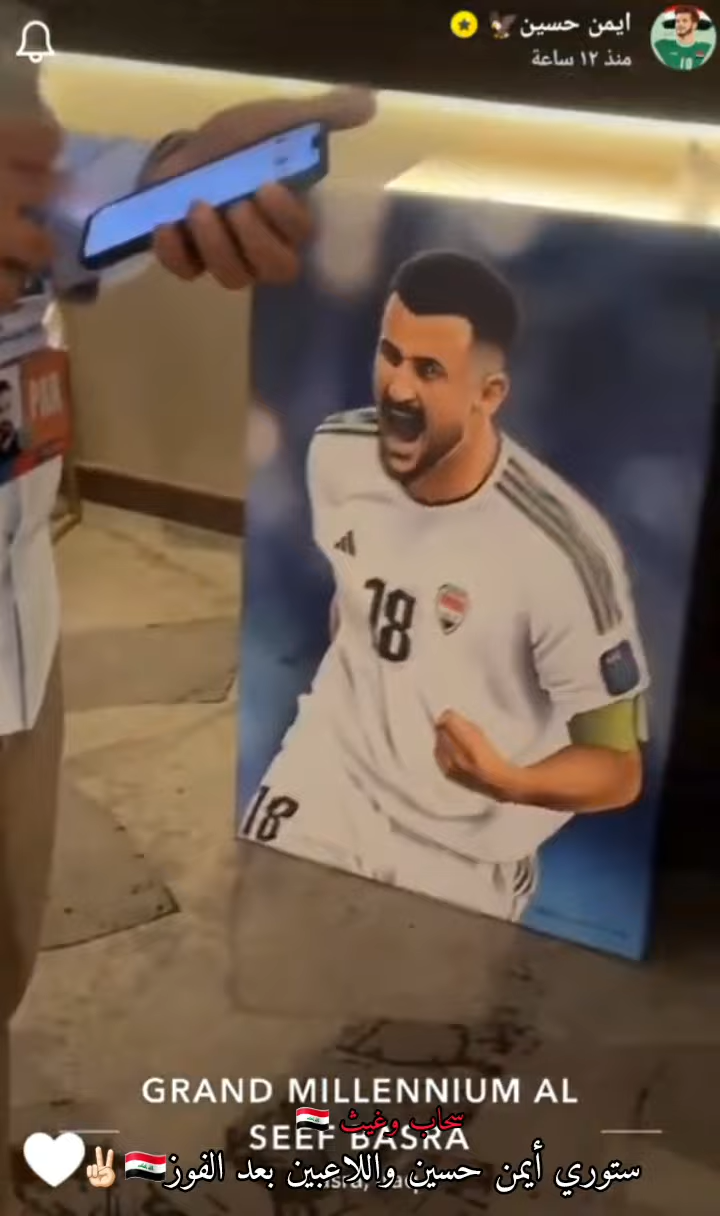 ايمن حسين
منذ ١٢ ساعة
PAR
18
18
GRAND MILLENNIUM AL
سحاب وغيث
SEEF BASRA
ستوري أيمن حسين واللاعبين بعد الفوز